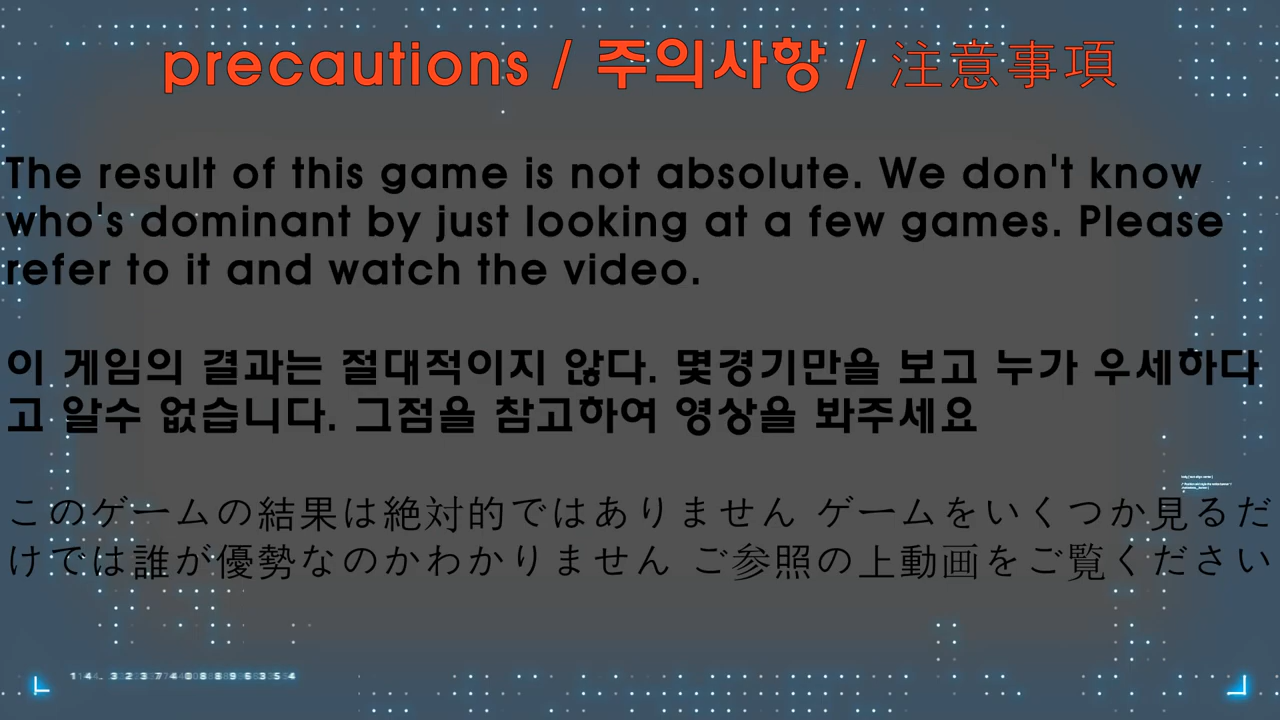 precautions / 주의사항 / 注意事項
The result of this game is not absolute. We don't know
who's dominant by just looking at a few games. Please
refer to it and watch the video.
이 게임의 결과는 절대적이지 않다. 몇경기만을 보고 누가 우세하다
고 알수 없습니다. 그점을 참고하여 영상을 봐주세요
このゲームの結果は絶対的ではありません ゲームをいくつか見るだ
けでは誰が優勢なのかわかりません ご参照の上動画をご覧ください